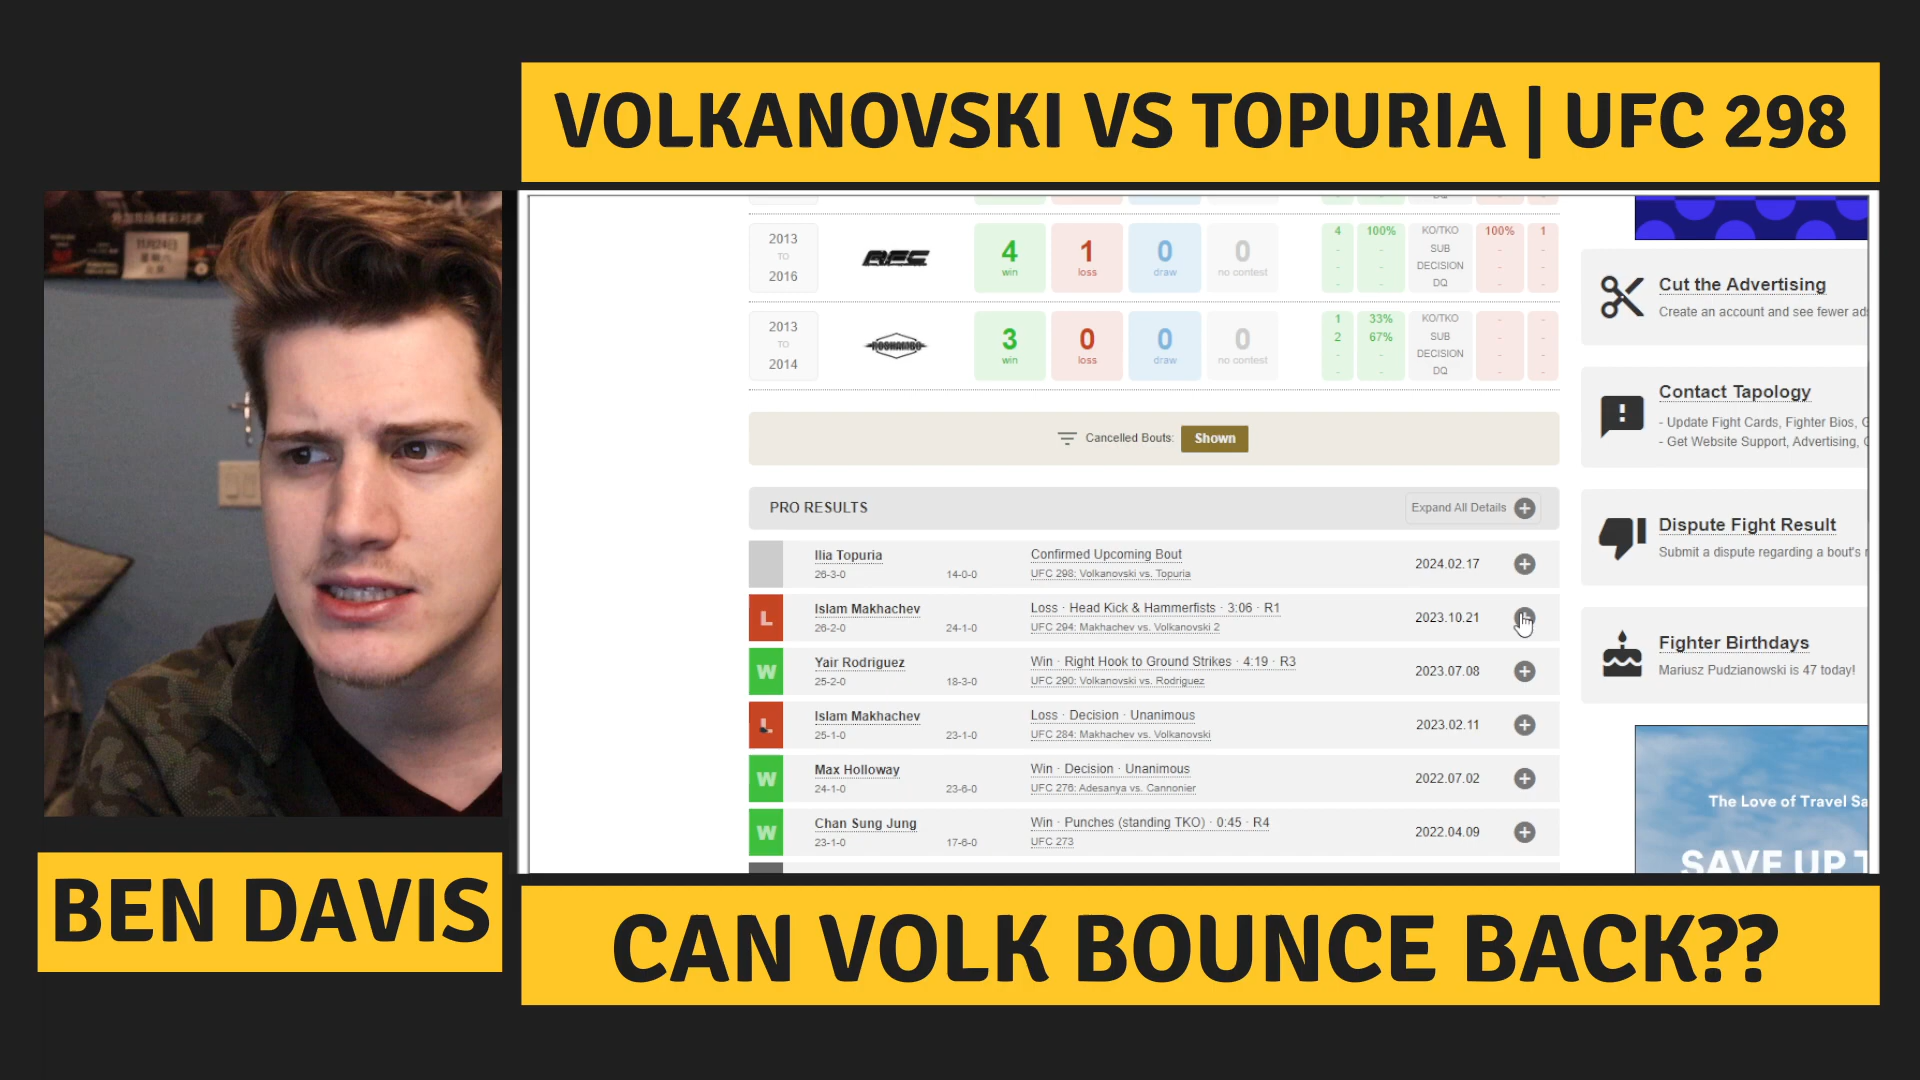 VOLKANOVSKI VS TOPURIA | UFC 298
11月24日
DQ
2013
TO
2016
4
win
1
loss
0
draw
0
no contest
4 100% KO/TKO 100% 1
- - SUB - -
- - DECISION - -
- - DQ - -
2013
TO
2014
ROSHAMBO
3
win
0
loss
0
draw
0
no contest
1 33% KO/TKO - -
2 67% SUB - -
- - DECISION - -
- - DQ - -
Cancelled Bouts: Shown
PRO RESULTS
Expand All Details
Ilia Topuria Confirmed Upcoming Bout 2024.02.17
26-3-0 14-0-0 UFC 298: Volkanovski vs. Topuria
L Islam Makhachev Loss · Head Kick & Hammerfists · 3:06 · R1 2023.10.21
26-2-0 24-1-0 UFC 294: Makhachev vs. Volkanovski 2
W Yair Rodriguez Win · Right Hook to Ground Strikes · 4:19 · R3 2023.07.08
25-2-0 18-3-0 UFC 290: Volkanovski vs. Rodriguez
L Islam Makhachev Loss · Decision · Unanimous 2023.02.11
25-1-0 23-1-0 UFC 284: Makhachev vs. Volkanovski
W Max Holloway Win · Decision · Unanimous 2022.07.02
24-1-0 23-6-0 UFC 276: Adesanya vs. Cannonier
W Chan Sung Jung Win · Punches (standing TKO) · 0:45 · R4 2022.04.09
23-1-0 17-6-0 UFC 273
Cut the Advertising
Create an account and see fewer ads
Contact Tapology
- Update Fight Cards, Fighter Bios, C
- Get Website Support, Advertising, C
Dispute Fight Result
Submit a dispute regarding a bout's r
Fighter Birthdays
Mariusz Pudzianowski is 47 today!
The Love of Travel Sa
SAVE UP T
BEN DAVIS
CAN VOLK BOUNCE BACK??